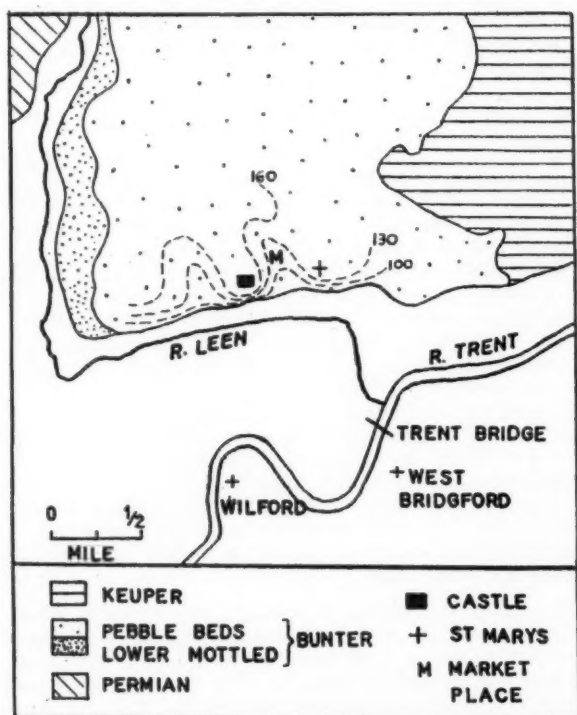 160
M
130
100
R. LEEN
R. TRENT
TRENT BRIDGE
WEST
BRIDGFORD
WILFORD
0 1/2
MILE
KEUPER
PEBBLE BEDS
LOWER MOTTLED
BUNTER
PERMIAN
CASTLE
ST MARYS
M MARKET
PLACE